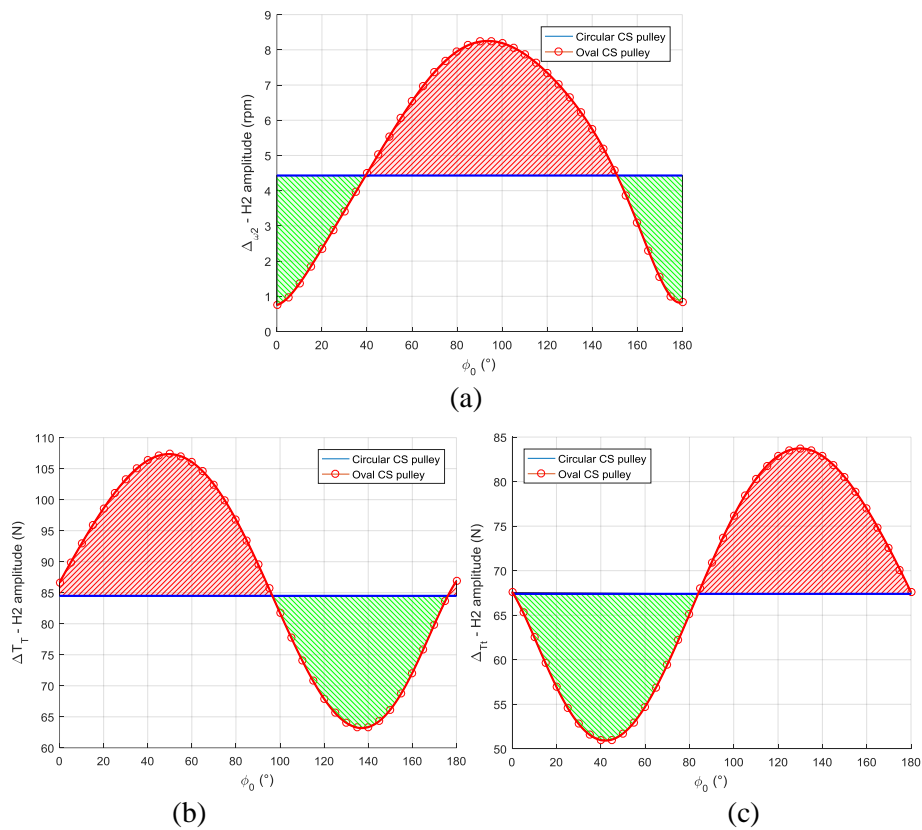 Δω2 - H2 amplitude (rpm)
9
8
7
6
5
4
3
2
1
0
Circular CS pulley
Oval CS pulley
0 20 40 60 80 100 120 140 160 180
ϕ0 (°)
(a)
ΔTT - H2 amplitude (N)
110
105
100
95
90
85
80
75
70
65
60
Circular CS pulley
Oval CS pulley
0 20 40 60 80 100 120 140 160 180
ϕ0 (°)
(b)
ΔTt - H2 amplitude (N)
85
80
75
70
65
60
55
50
Circular CS pulley
Oval CS pulley
0 20 40 60 80 100 120 140 160 180
ϕ0 (°)
(c)